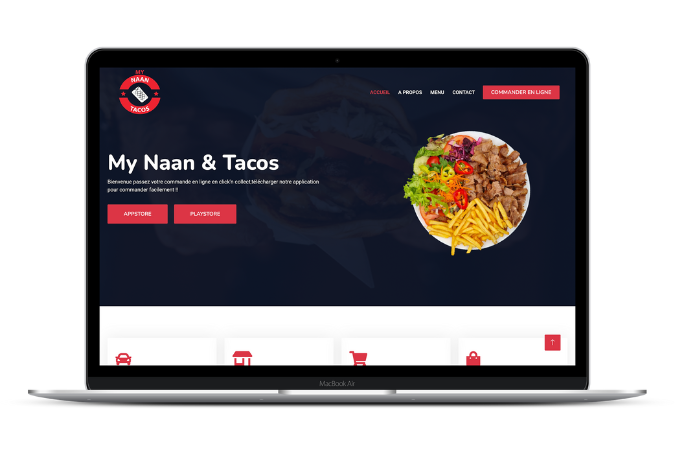 MY
NAAN
TACOS
ACCUEIL
A PROPOS
MENU
CONTACT
COMMANDER EN LIGNE
My Naan & Tacos
Bienvenue passez votre commande en ligne en click'n collect.télécharger notre application
pour commander facilement !!
APPSTORE
PLAYSTORE
MacBook Air